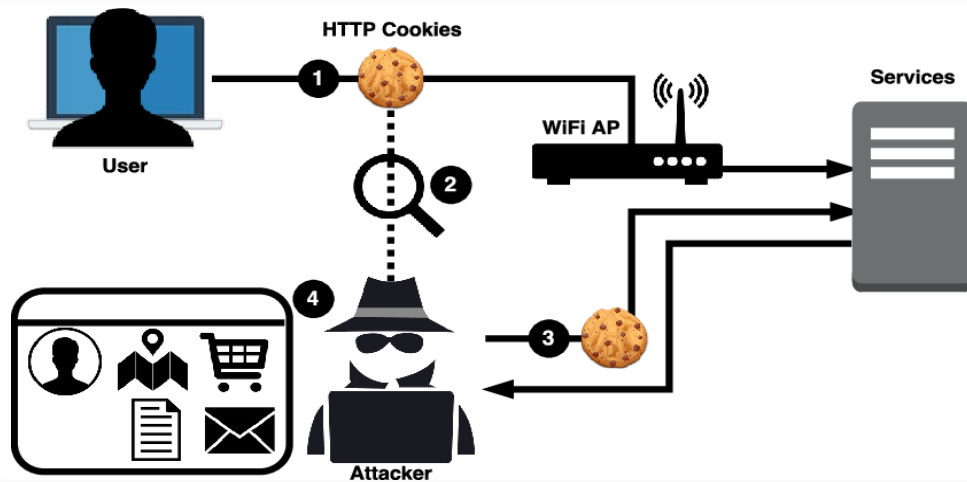 HTTP Cookies
1
Services
WiFi AP
User
2
4
3
Attacker